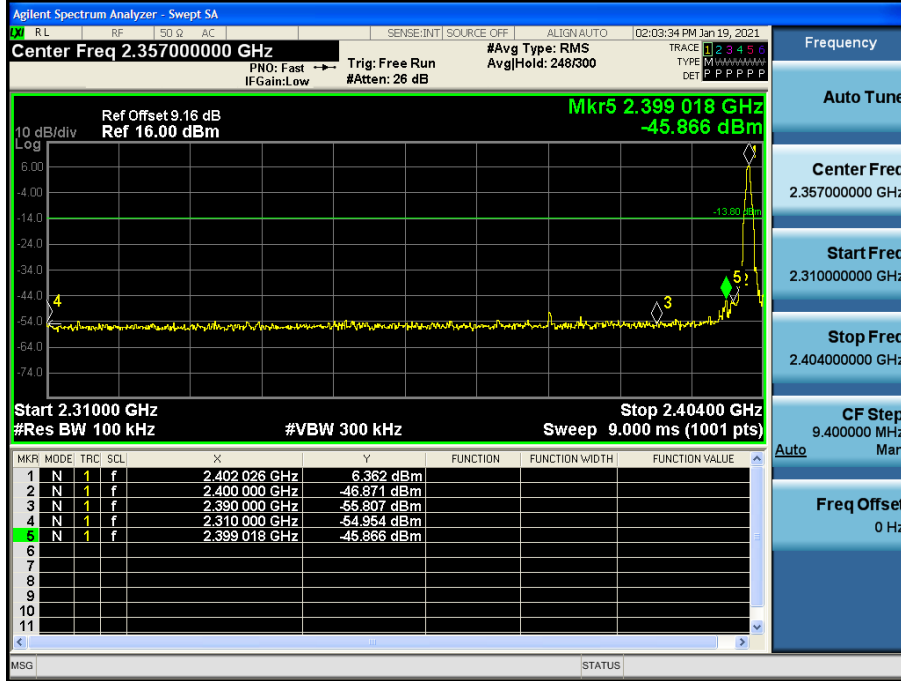 Agilent Spectrum Analyzer - Swept SA
LXI RL RF 50 Ω AC SENSE:INT SOURCE OFF ALIGN AUTO 02:03:34 PM Jan 19, 2021
Center Freq 2.357000000 GHz
PNO: Fast
IFGain:Low
Trig: Free Run
#Atten: 26 dB
#Avg Type: RMS
Avg|Hold: 248/300
TRACE 1 2 3 4 5 6
TYPE M
DET P P P P P P
Mkr5 2.399 018 GHz
-45.866 dBm
Ref Offset 9.16 dB
10 dB/div Ref 16.00 dBm
Log
6.00
-4.00
-14.0
-24.0
-34.0
-44.0
-54.0
-64.0
-74.0
-13.80 dBm
4
3
5
Start 2.31000 GHz Stop 2.40400 GHz
#Res BW 100 kHz #VBW 300 kHz Sweep 9.000 ms (1001 pts)
MKR MODE TRC SCL X Y FUNCTION FUNCTION WIDTH FUNCTION VALUE
1 N 1 f 2.402 026 GHz 6.362 dBm
2 N 1 f 2.400 000 GHz -46.871 dBm
3 N 1 f 2.390 000 GHz -55.807 dBm
4 N 1 f 2.310 000 GHz -54.954 dBm
5 N 1 f 2.399 018 GHz -45.866 dBm
6
7
8
9
10
11
MSG STATUS
Frequency
Auto Tune
Center Freq
2.357000000 GHz
Start Freq
2.310000000 GHz
Stop Freq
2.404000000 GHz
CF Step
9.400000 MHz
Auto Man
Freq Offset
0 Hz